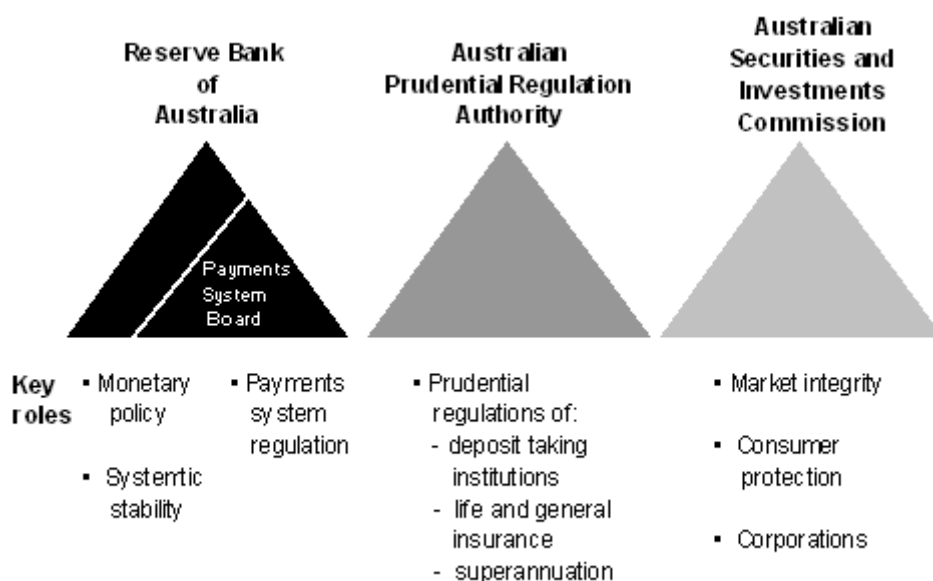 Reserve Bank
of
Australia
Australian
Prudential Regulation
Authority
Australian
Securities and
Investments
Commission
Payments
System
Board
Key
roles
▪ Monetary
policy
▪ Systemtic
stability
▪ Payments
system
regulation
▪ Prudential
regulations of:
- deposit taking
institutions
- life and general
insurance
- superannuation
▪ Market integrity
▪ Consumer
protection
▪ Corporations